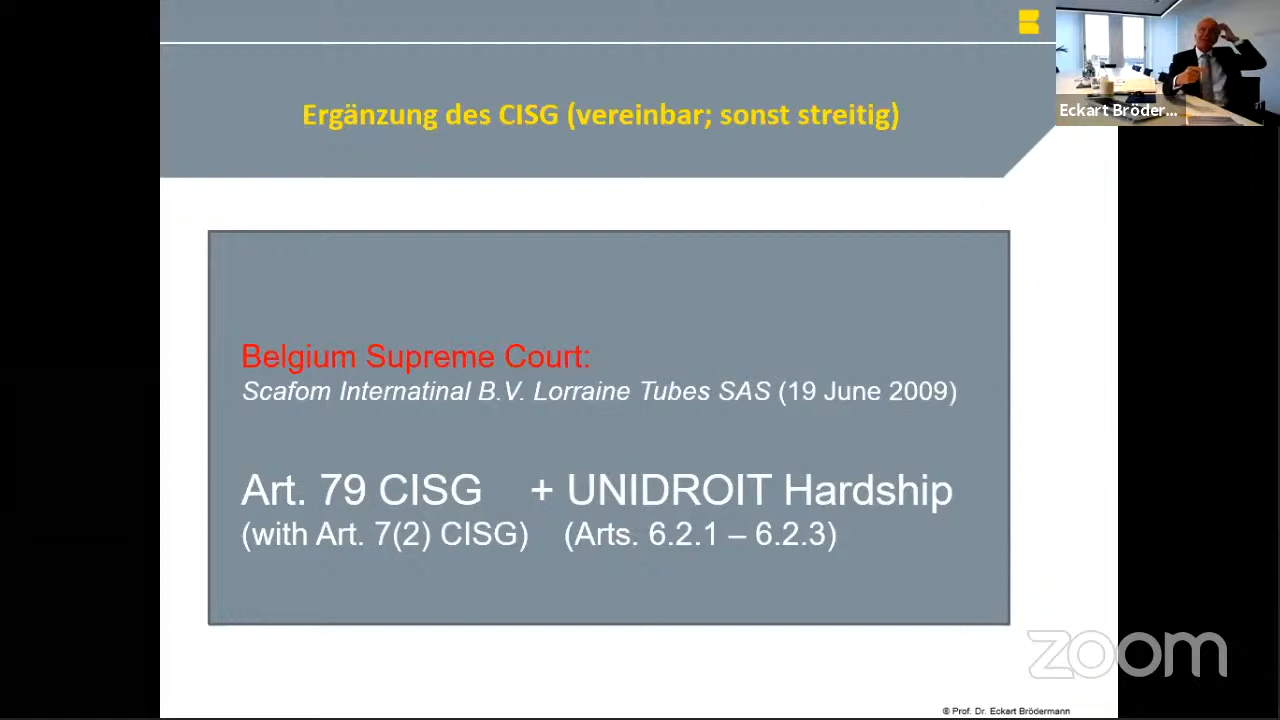 Ergänzung des CISG (vereinbar; sonst streitig)
Eckart Bröder...
Belgium Supreme Court:
Scafom Internatinal B.V. Lorraine Tubes SAS (19 June 2009)
Art. 79 CISG + UNIDROIT Hardship
(with Art. 7(2) CISG) (Arts. 6.2.1 – 6.2.3)
zoom
© Prof. Dr. Eckart Brödermann